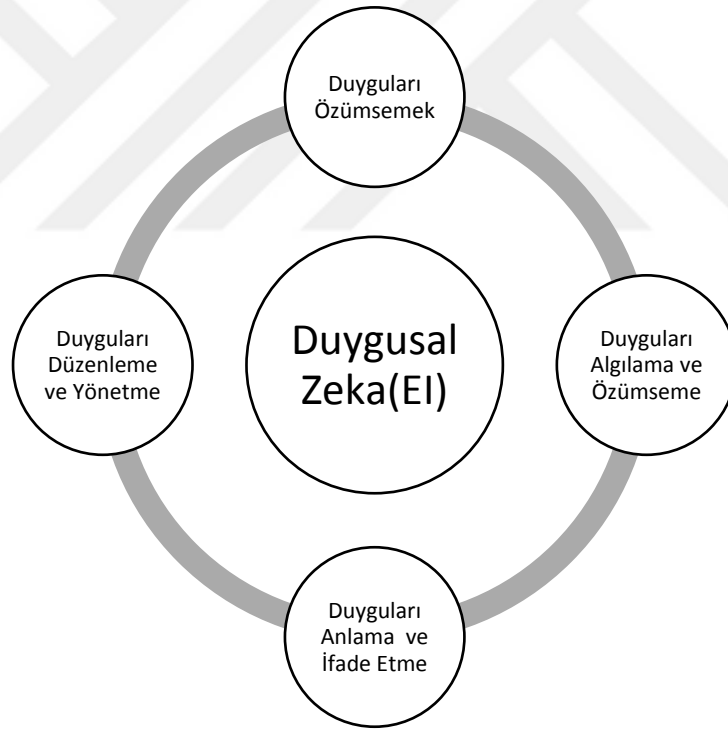 Duyguları
Özümsemek
Duyguları
Düzenleme
ve Yönetme
Duygusal
Zeka(EI)
Duyguları
Algılama ve
Özümseme
Duyguları
Anlama ve
İfade Etme